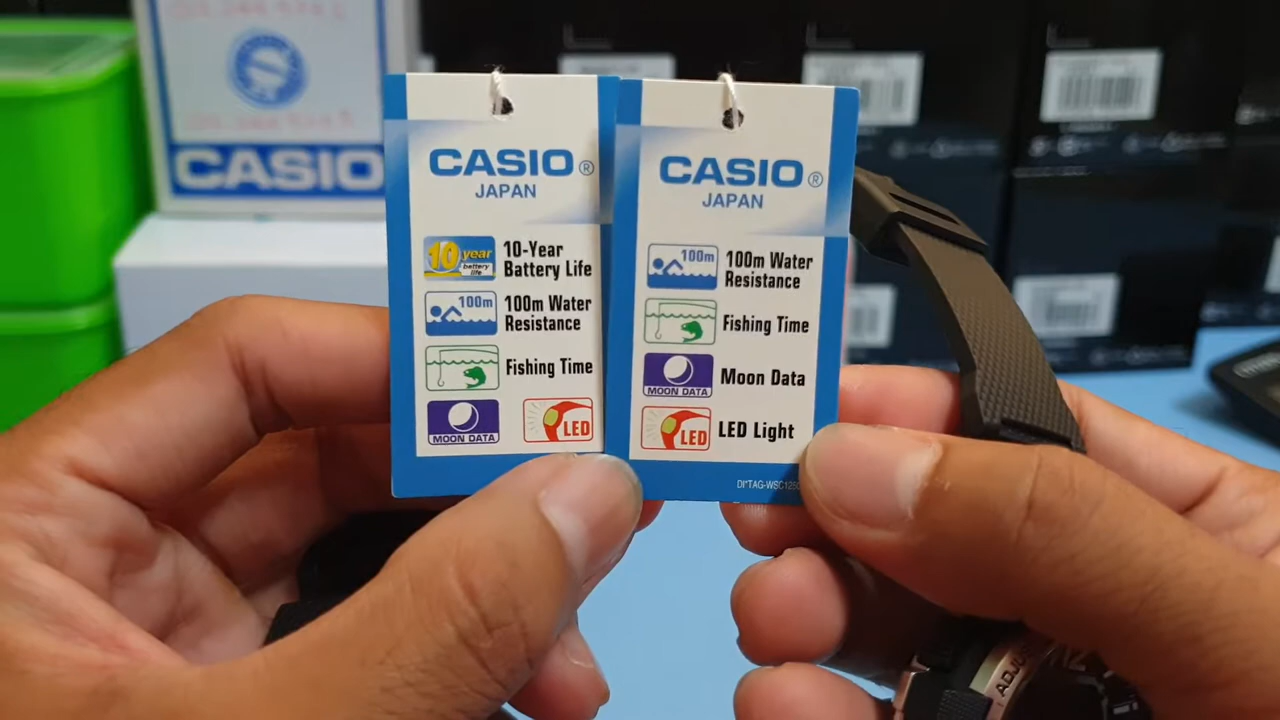 CASIO
CASIO®
JAPAN
10 year
battery
life
10-Year
Battery Life
100m
100m Water
Resistance
Fishing Time
MOON DATA
LED
CASIO®
JAPAN
100m
100m Water
Resistance
Fishing Time
MOON DATA
Moon Data
LED
LED Light